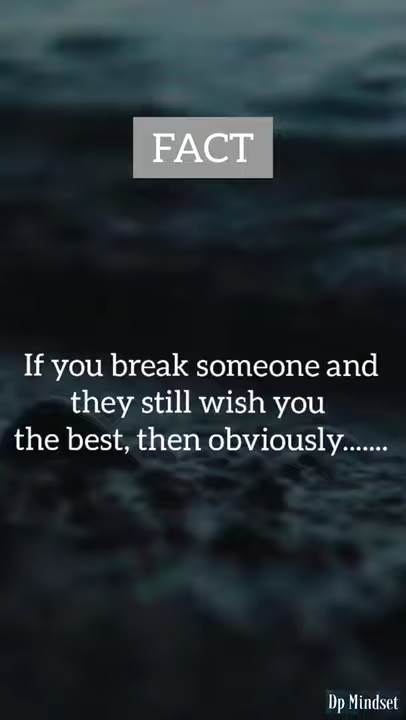 FACT
If you break someone and
they still wish you
the best, then obviously.......
Dp Mindset